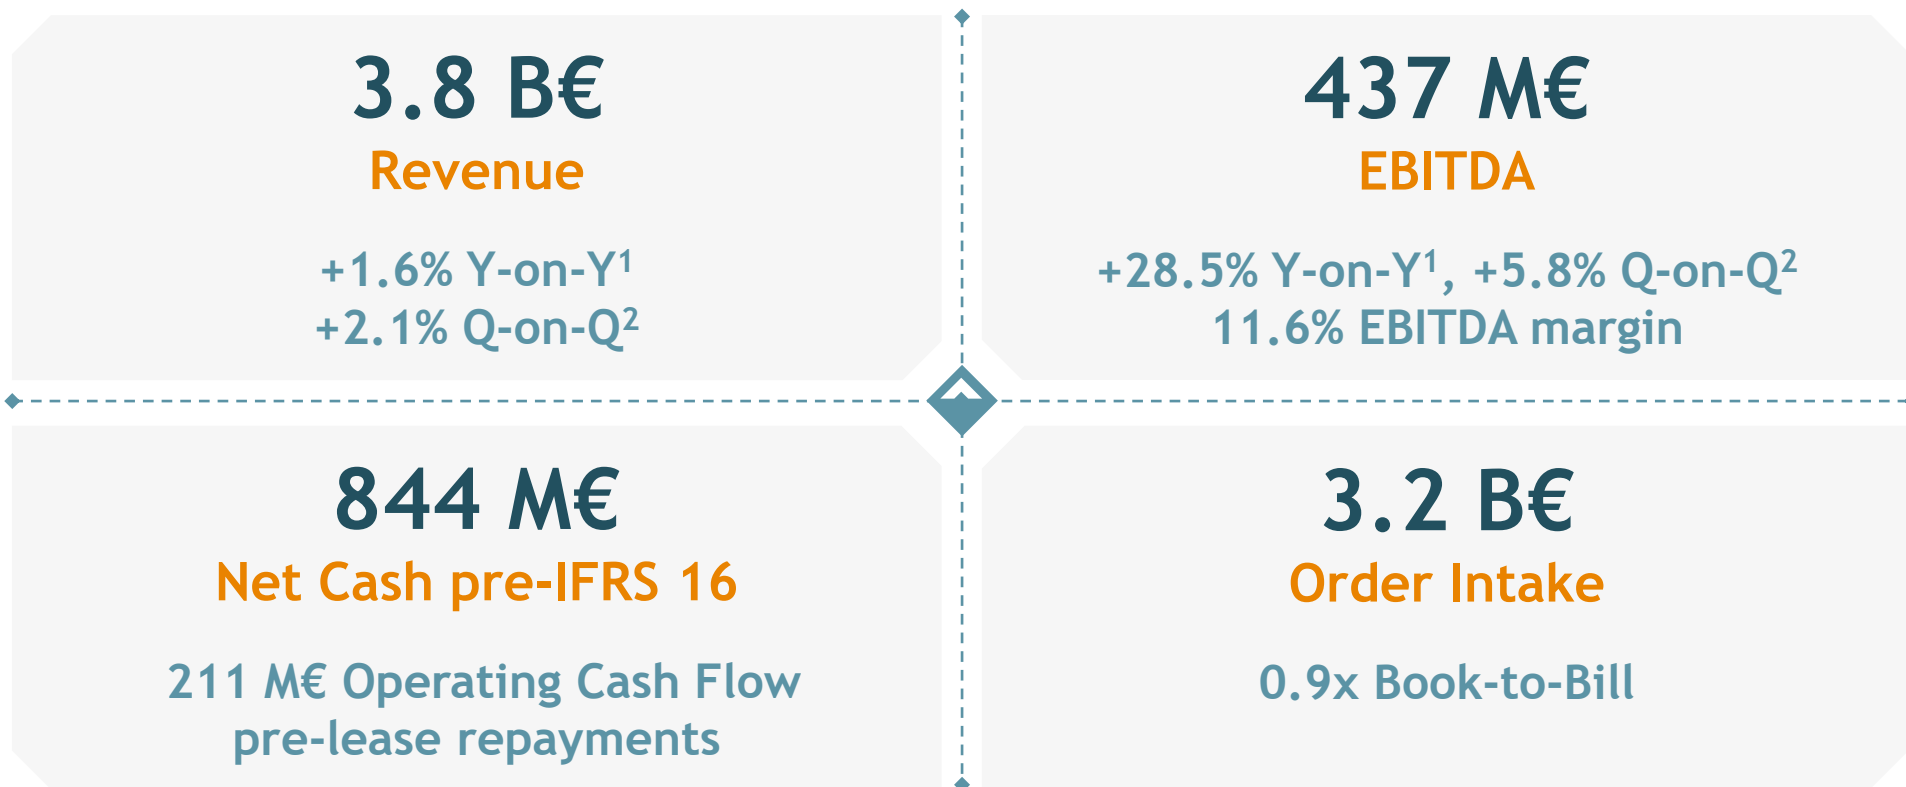 3.8 B€
Revenue
+1.6% Y-on-Y¹
+2.1% Q-on-Q²
437 M€
EBITDA
+28.5% Y-on-Y¹, +5.8% Q-on-Q²
11.6% EBITDA margin
844 M€
Net Cash pre-IFRS 16
211 M€ Operating Cash Flow
pre-lease repayments
3.2 B€
Order Intake
0.9x Book-to-Bill